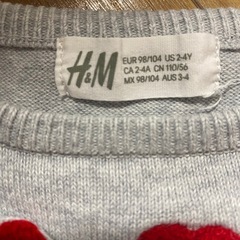 H&M
EUR 98/104 US 2-4Y
CA 2-4A CN 110/56
MX 98/104 AUS 3-4